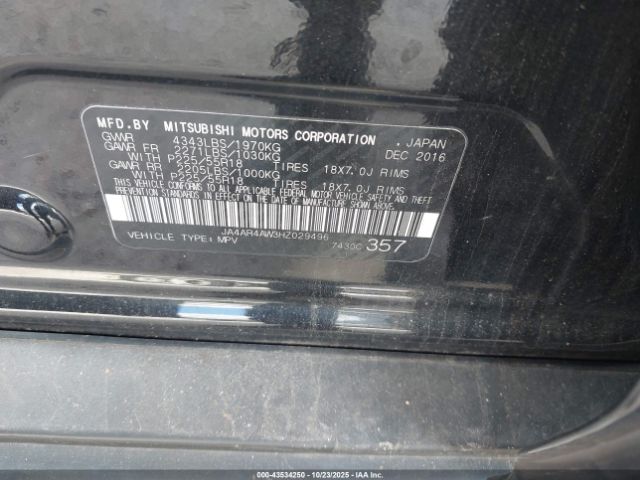 MFD. BY MITSUBISHI MOTORS CORPORATION , JAPAN
GVWR 4343LBS/1970KG DEC 2016
GAWR FR 2271LBS/1030KG
WITH P225/55R18 TIRES 18X7.0J RIMS
GAWR RR 2205LBS/1000KG
WITH P225/55R18 TIRES 18X7.0J RIMS
THIS VEHICLE CONFORMS TO ALL APPLICABLE FEDERAL MOTOR VEHICLE SAFETY AND THEFT
PREVENTION STANDARDS IN EFFECT ON THE DATE OF MANUFACTURE SHOWN ABOVE.
JA4AR4AW3HZ029496
VEHICLE TYPE: MPV 7430C 357
000-43534250 - 10/23/2025 - IAA Inc.